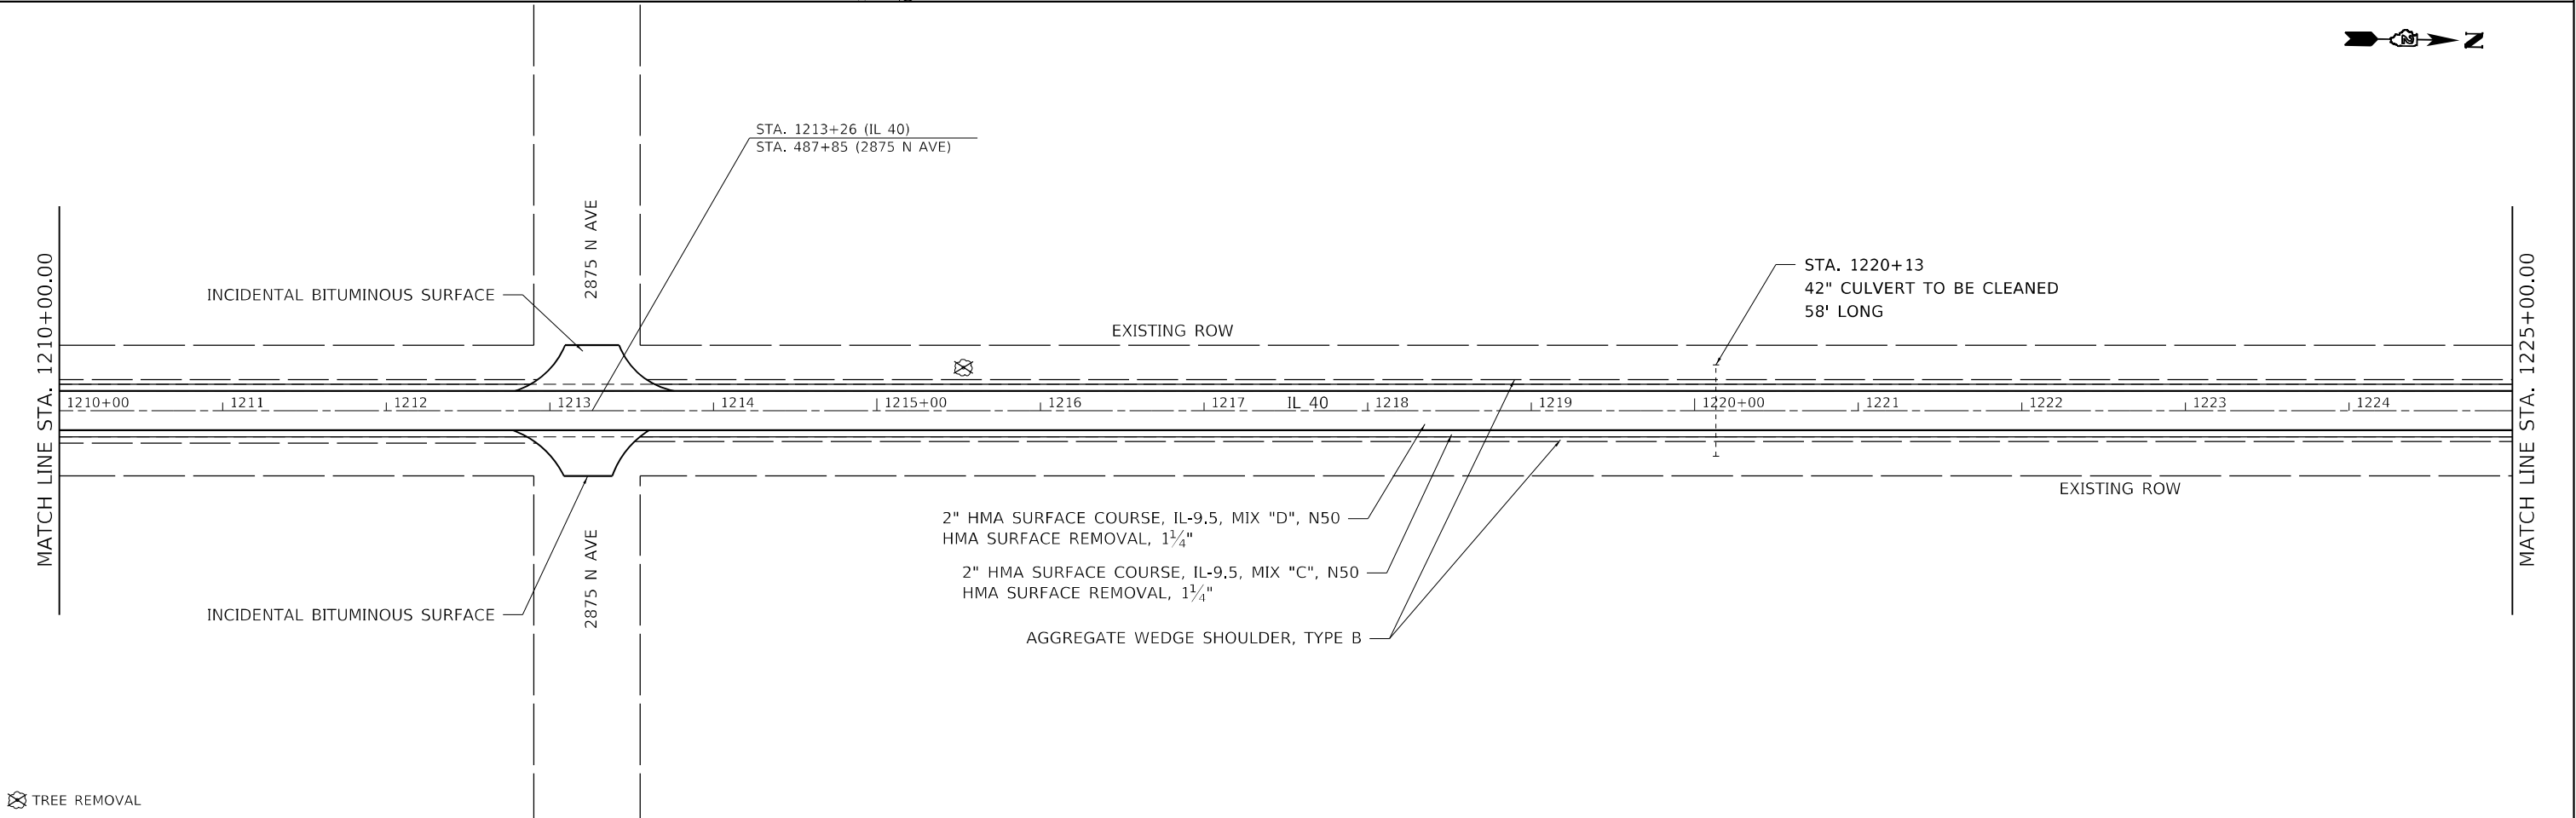 N
STA. 1213+26 (IL 40)
STA. 487+85 (2875 N AVE)
2875 N AVE
MATCH LINE STA. 1210+00.00
MATCH LINE STA. 1225+00.00
INCIDENTAL BITUMINOUS SURFACE
STA. 1220+13
42" CULVERT TO BE CLEANED
58' LONG
EXISTING ROW
1210+00 1211 1212 1213 1214 1215+00 1216 1217 IL 40 1218 1219 1220+00 1221 1222 1223 1224
EXISTING ROW
2" HMA SURFACE COURSE, IL-9.5, MIX "D", N50
HMA SURFACE REMOVAL, 1 1/4"
2" HMA SURFACE COURSE, IL-9.5, MIX "C", N50
HMA SURFACE REMOVAL, 1 1/4"
2875 N AVE
INCIDENTAL BITUMINOUS SURFACE
AGGREGATE WEDGE SHOULDER, TYPE B
TREE REMOVAL